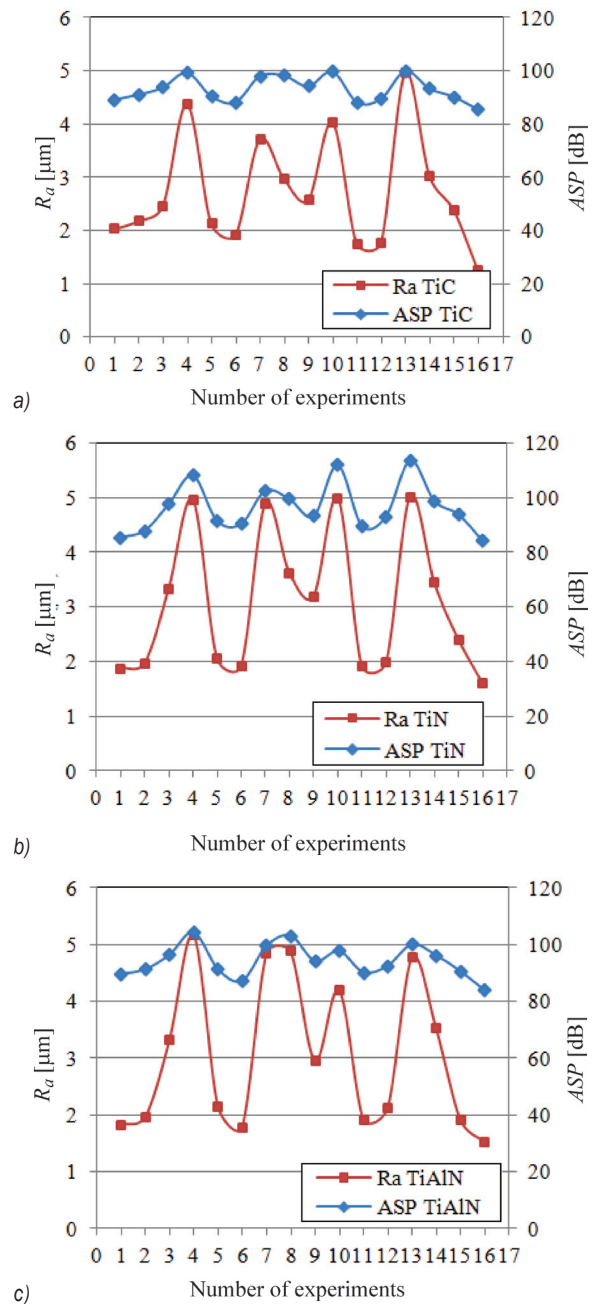 6 120
5 100
4 80
3 60
2 40
1 20
0 0
Rₐ [μm]
ASP [dB]
Ra TiC
ASP TiC
0 1 2 3 4 5 6 7 8 9 10 11 12 13 14 15 16 17
a) Number of experiments
6 120
5 100
4 80
3 60
2 40
1 20
0 0
Rₐ [μm]
ASP [dB]
Ra TiN
ASP TiN
0 1 2 3 4 5 6 7 8 9 10 11 12 13 14 15 16 17
b) Number of experiments
6 120
5 100
4 80
3 60
2 40
1 20
0 0
Rₐ [μm]
ASP [dB]
Ra TiAlN
ASP TiAlN
0 1 2 3 4 5 6 7 8 9 10 11 12 13 14 15 16 17
c) Number of experiments